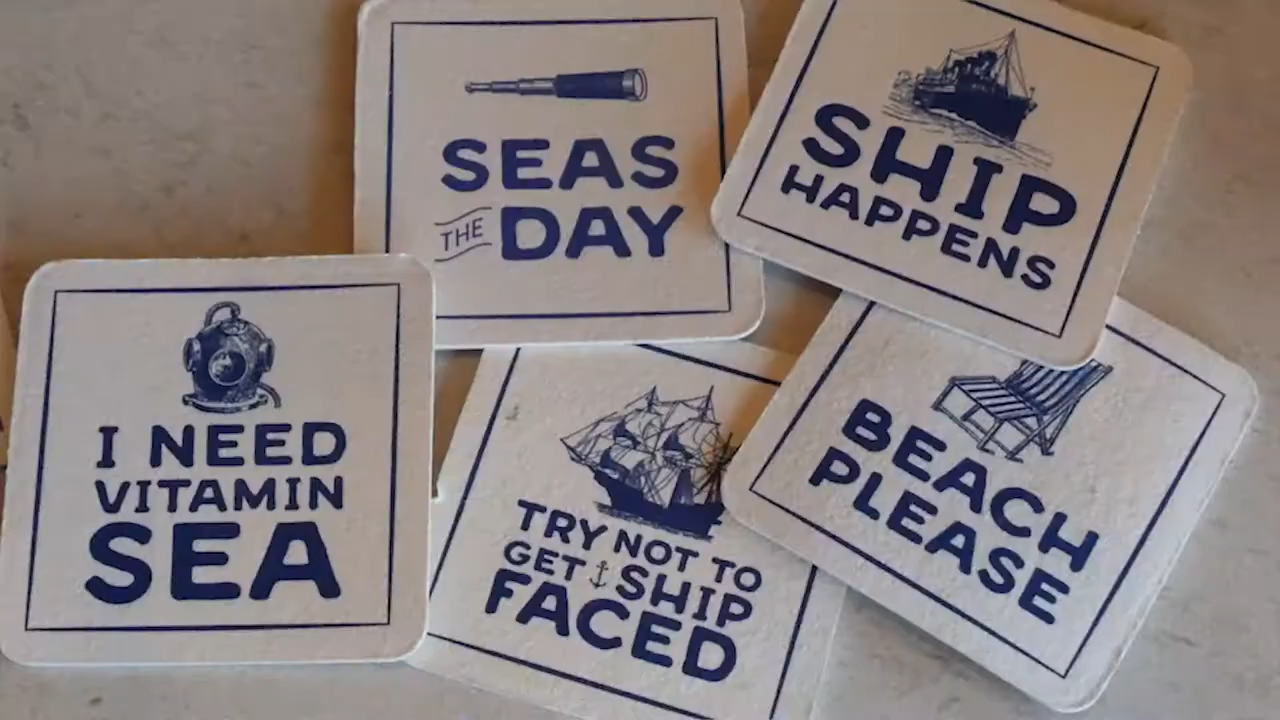 SEAS
THE DAY
SHIP
HAPPENS
I NEED
VITAMIN
SEA
TRY NOT TO
GET SHIP
FACED
BEACH
PLEASE